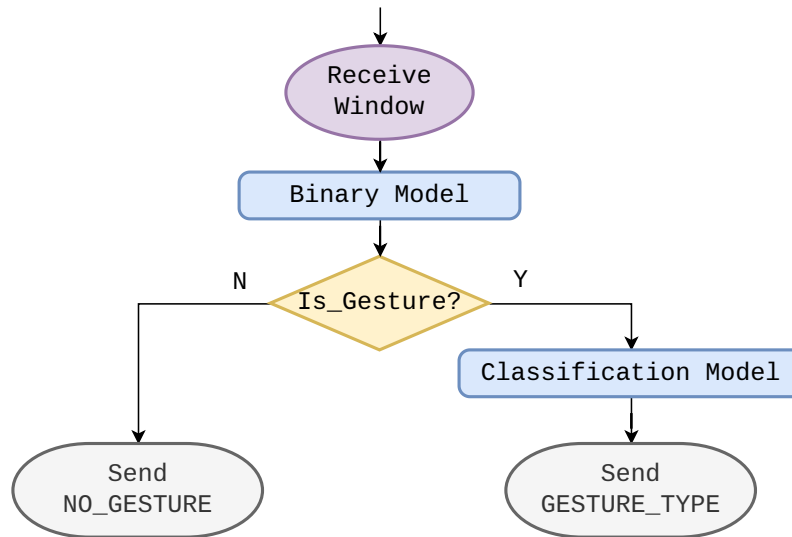 Receive
Window
Binary Model
N
Y
Is_Gesture?
Classification Model
Send
NO_GESTURE
Send
GESTURE_TYPE